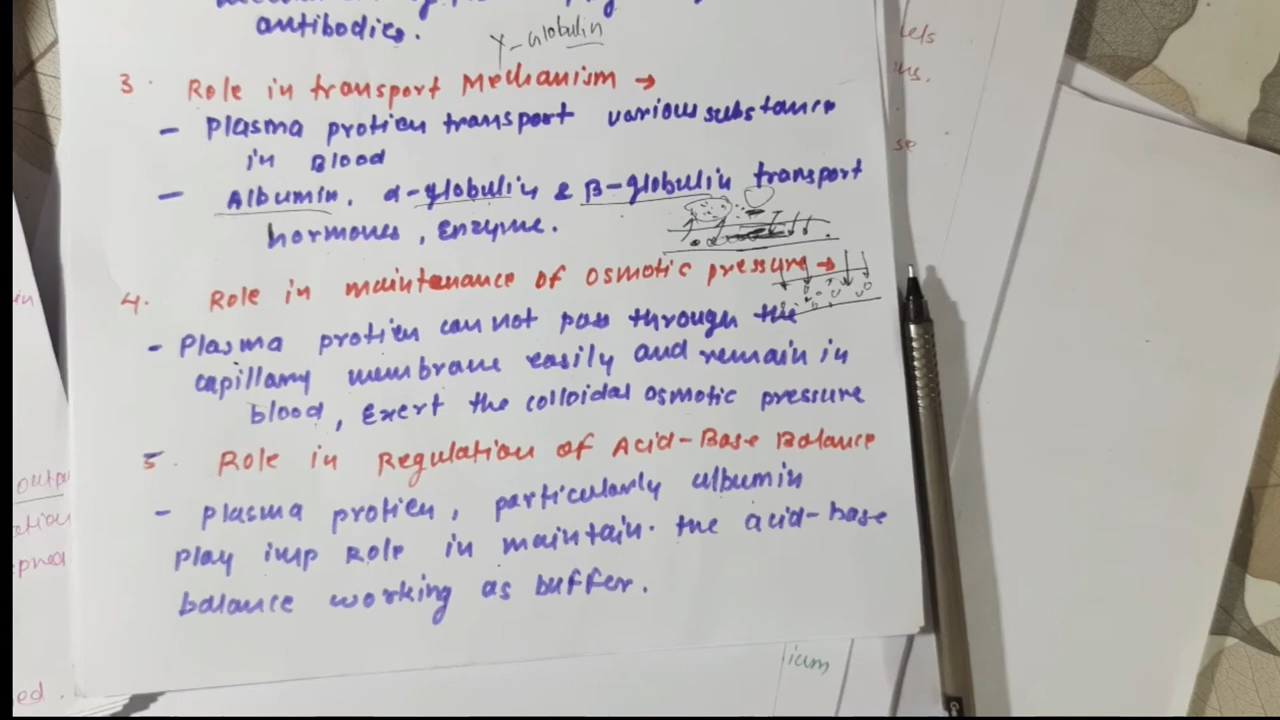 antibodies.
γ-Globulin
3. Role in transport Mechanism →
- Plasma protien transport various substance
in Blood
- Albumin, α-globulin & β-globulin transport
hormones, Enzyme.
4. Role in maintenance of osmotic pressure →
- Plasma protien can not pass through the
capillary membrane easily and remain in
blood, Exert the colloidal osmotic pressure
5. Role in Regulation of Acid-Base Balance
- Plasma protien, particularly albumin
Play imp Role in maintain. the acid-base
balance working as buffer.
ed.